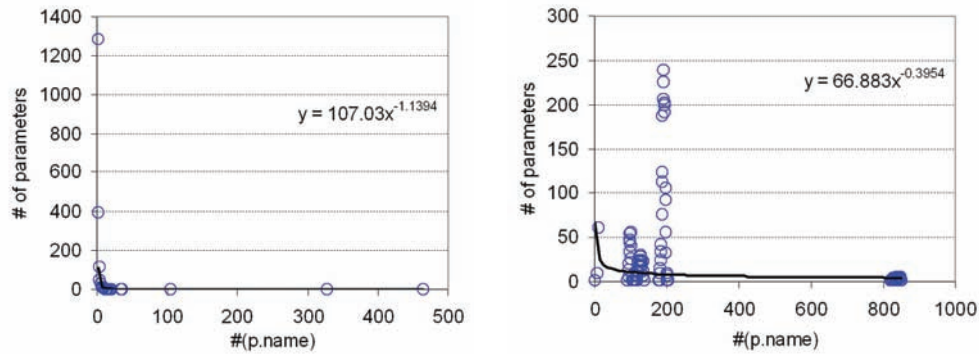 1400
1200
1000
800
600
400
200
0
# of parameters
y = 107.03x^-1.1394
0 100 200 300 400 500
#(p.name)
300
250
200
150
100
50
0
# of parameters
y = 66.883x^-0.3954
0 200 400 600 800 1000
#(p.name)